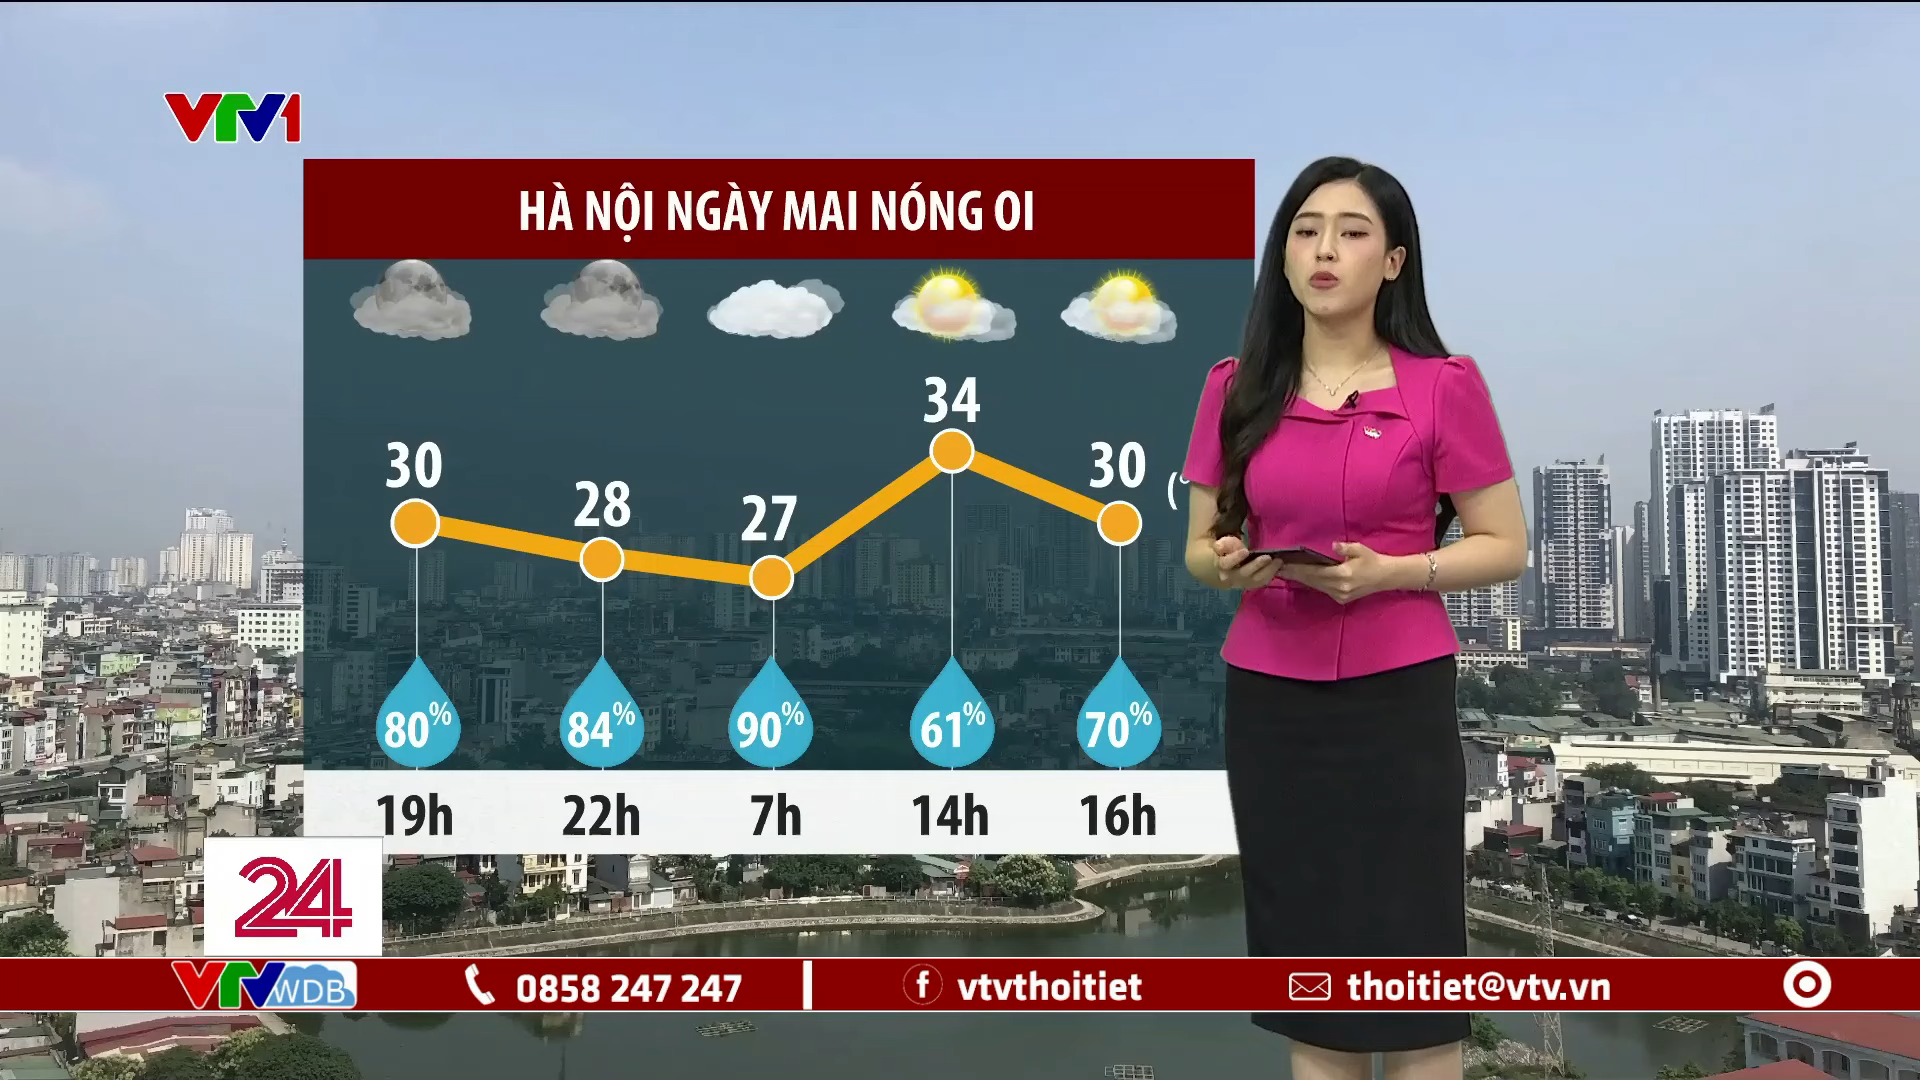 VTV1
HÀ NỘI NGÀY MAI NÓNG OI
30 28 27 34 30 (°
80% 84% 90% 61% 70%
19h 22h 7h 14h 16h
24
VTV WDB 0858 247 247 f vtvthoitiet thoitiet@vtv.vn